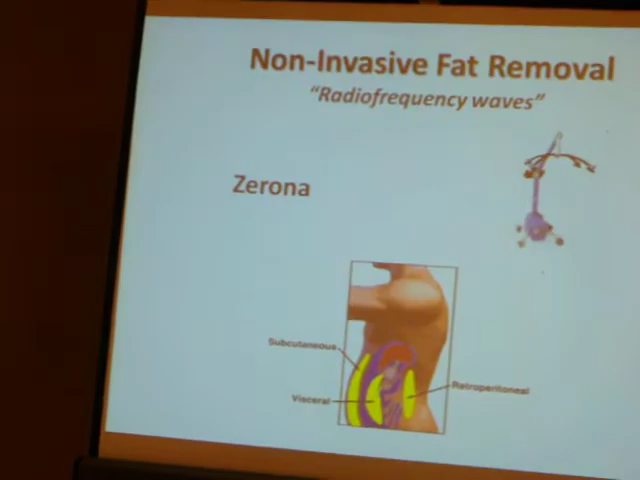 Non-Invasive Fat Removal
"Radiofrequency waves"
Zerona
Subcutaneous
Visceral
Retroperitoneal